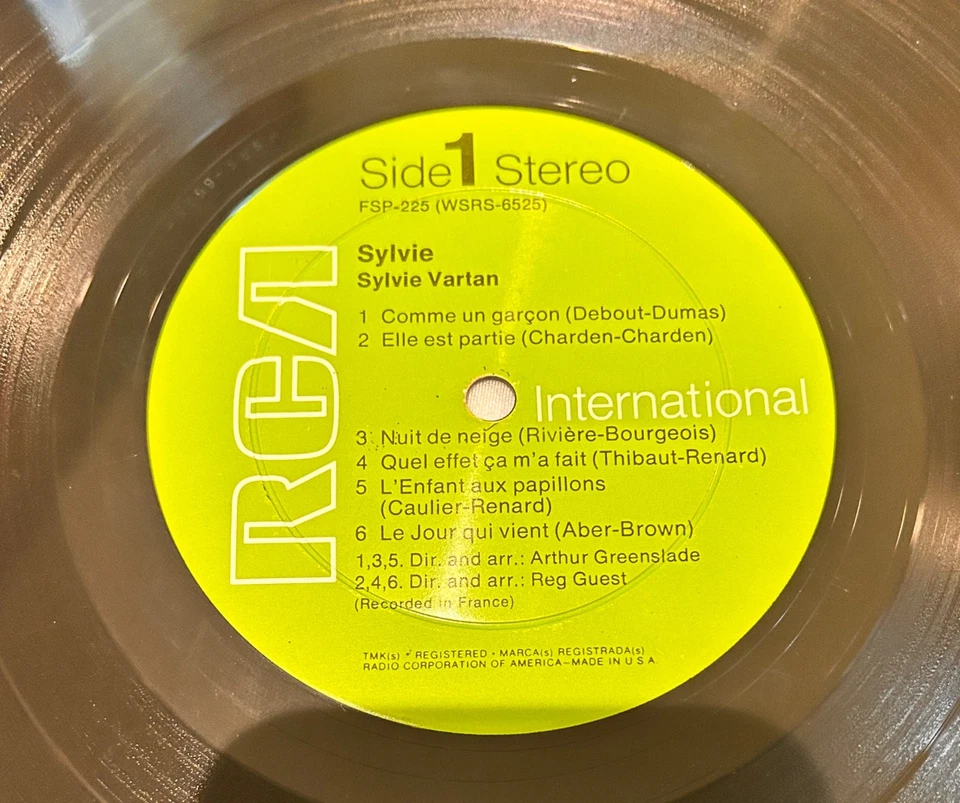 Side 1 Stereo
FSP-225 (WSRS-6525)
Sylvie
Sylvie Vartan
1 Comme un garçon (Debout-Dumas)
2 Elle est partie (Charden-Charden)
RCA
International
3 Nuit de neige (Rivière-Bourgeois)
4 Quel effet ça m'a fait (Thibaut-Renard)
5 L'Enfant aux papillons
(Caulier-Renard)
6 Le Jour qui vient (Aber-Brown)
1,3,5. Dir. and arr.: Arthur Greenslade
2,4,6. Dir. and arr.: Reg Guest
(Recorded in France)
TMK(s) • REGISTERED • MARCA(s) REGISTRADA(s)
RADIO CORPORATION OF AMERICA–MADE IN U S A